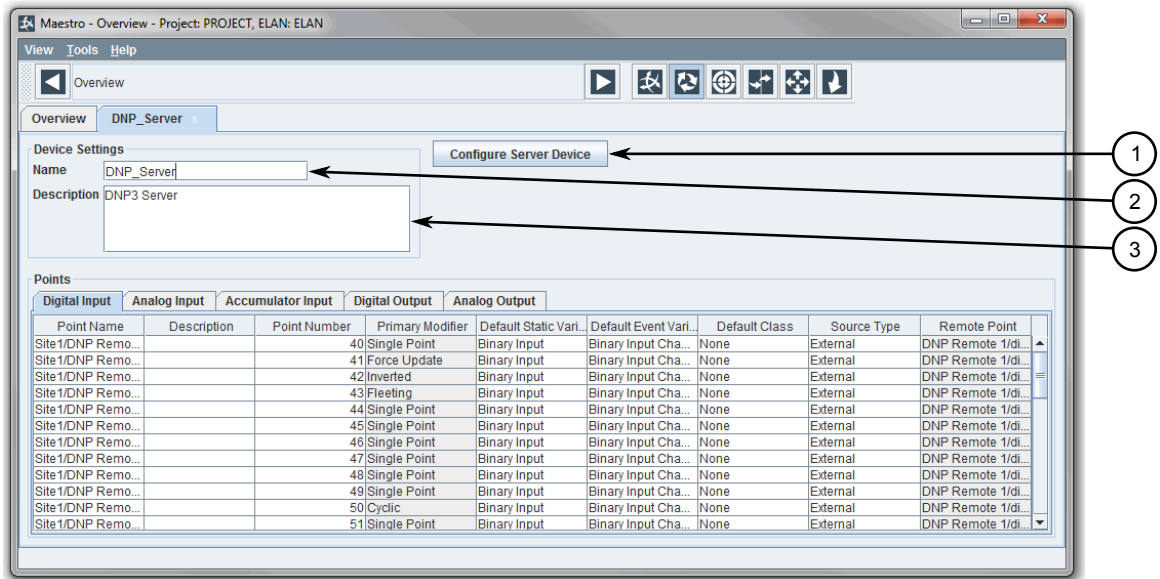 Maestro - Overview - Project: PROJECT, ELAN: ELAN
View Tools Help
Overview
Overview DNP_Server x
Device Settings
Configure Server Device
1
Name DNP_Server
2
Description DNP3 Server
3
Points
Digital Input Analog Input Accumulator Input Digital Output Analog Output
Point Name Description Point Number Primary Modifier Default Static Vari... Default Event Vari... Default Class Source Type Remote Point
Site1/DNP Remo... 40 Single Point Binary Input Binary Input Cha... None External DNP Remote 1/di...
Site1/DNP Remo... 41 Force Update Binary Input Binary Input Cha... None External DNP Remote 1/di...
Site1/DNP Remo... 42 Inverted Binary Input Binary Input Cha... None External DNP Remote 1/di...
Site1/DNP Remo... 43 Fleeting Binary Input Binary Input Cha... None External DNP Remote 1/di...
Site1/DNP Remo... 44 Single Point Binary Input Binary Input Cha... None External DNP Remote 1/di...
Site1/DNP Remo... 45 Single Point Binary Input Binary Input Cha... None External DNP Remote 1/di...
Site1/DNP Remo... 46 Single Point Binary Input Binary Input Cha... None External DNP Remote 1/di...
Site1/DNP Remo... 47 Single Point Binary Input Binary Input Cha... None External DNP Remote 1/di...
Site1/DNP Remo... 48 Single Point Binary Input Binary Input Cha... None External DNP Remote 1/di...
Site1/DNP Remo... 49 Single Point Binary Input Binary Input Cha... None External DNP Remote 1/di...
Site1/DNP Remo... 50 Cyclic Binary Input Binary Input Cha... None External DNP Remote 1/di...
Site1/DNP Remo... 51 Single Point Binary Input Binary Input Cha... None External DNP Remote 1/di...